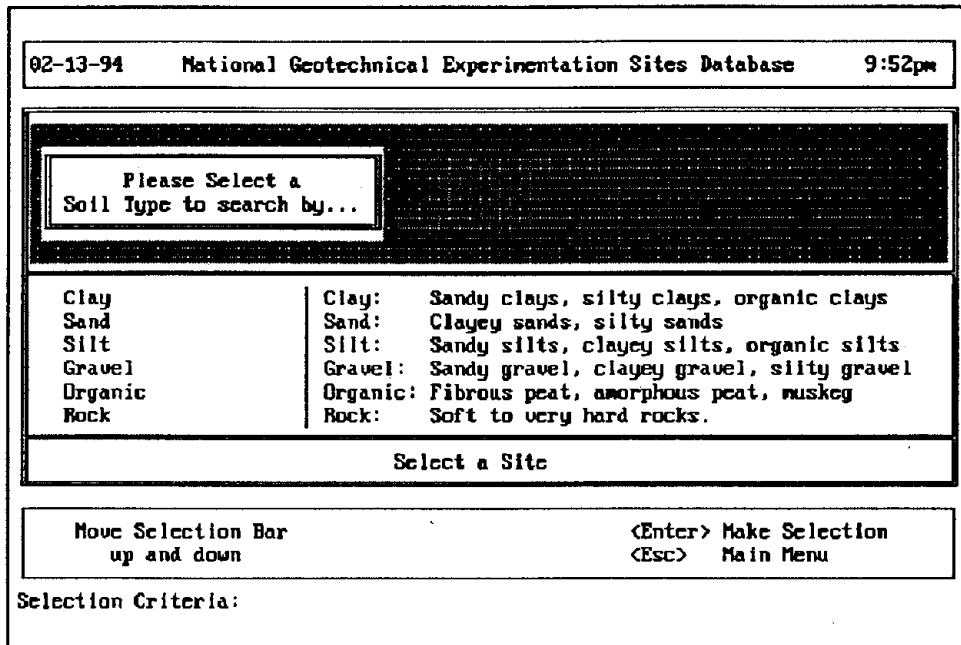 02-13-94 National Geotechnical Experimentation Sites Database 9:52pm
Please Select a
Soil Type to search by...
Clay
Sand
Silt
Gravel
Organic
Rock
Clay: Sandy clays, silty clays, organic clays
Sand: Clayey sands, silty sands
Silt: Sandy silts, clayey silts, organic silts
Gravel: Sandy gravel, clayey gravel, silty gravel
Organic: Fibrous peat, amorphous peat, muskeg
Rock: Soft to very hard rocks.
Select a Site
Move Selection Bar
up and down
<Enter> Make Selection
<Esc> Main Menu
Selection Criteria: